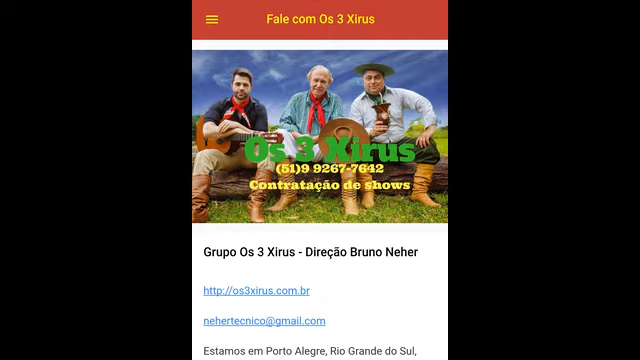 Fale com Os 3 Xirus
Os 3 Xirus
(51)9 9267-7642
Contratação de shows
Grupo Os 3 Xirus - Direção Bruno Neher
http://os3xirus.com.br
nehertecnico@gmail.com
Estamos em Porto Alegre, Rio Grande do Sul,